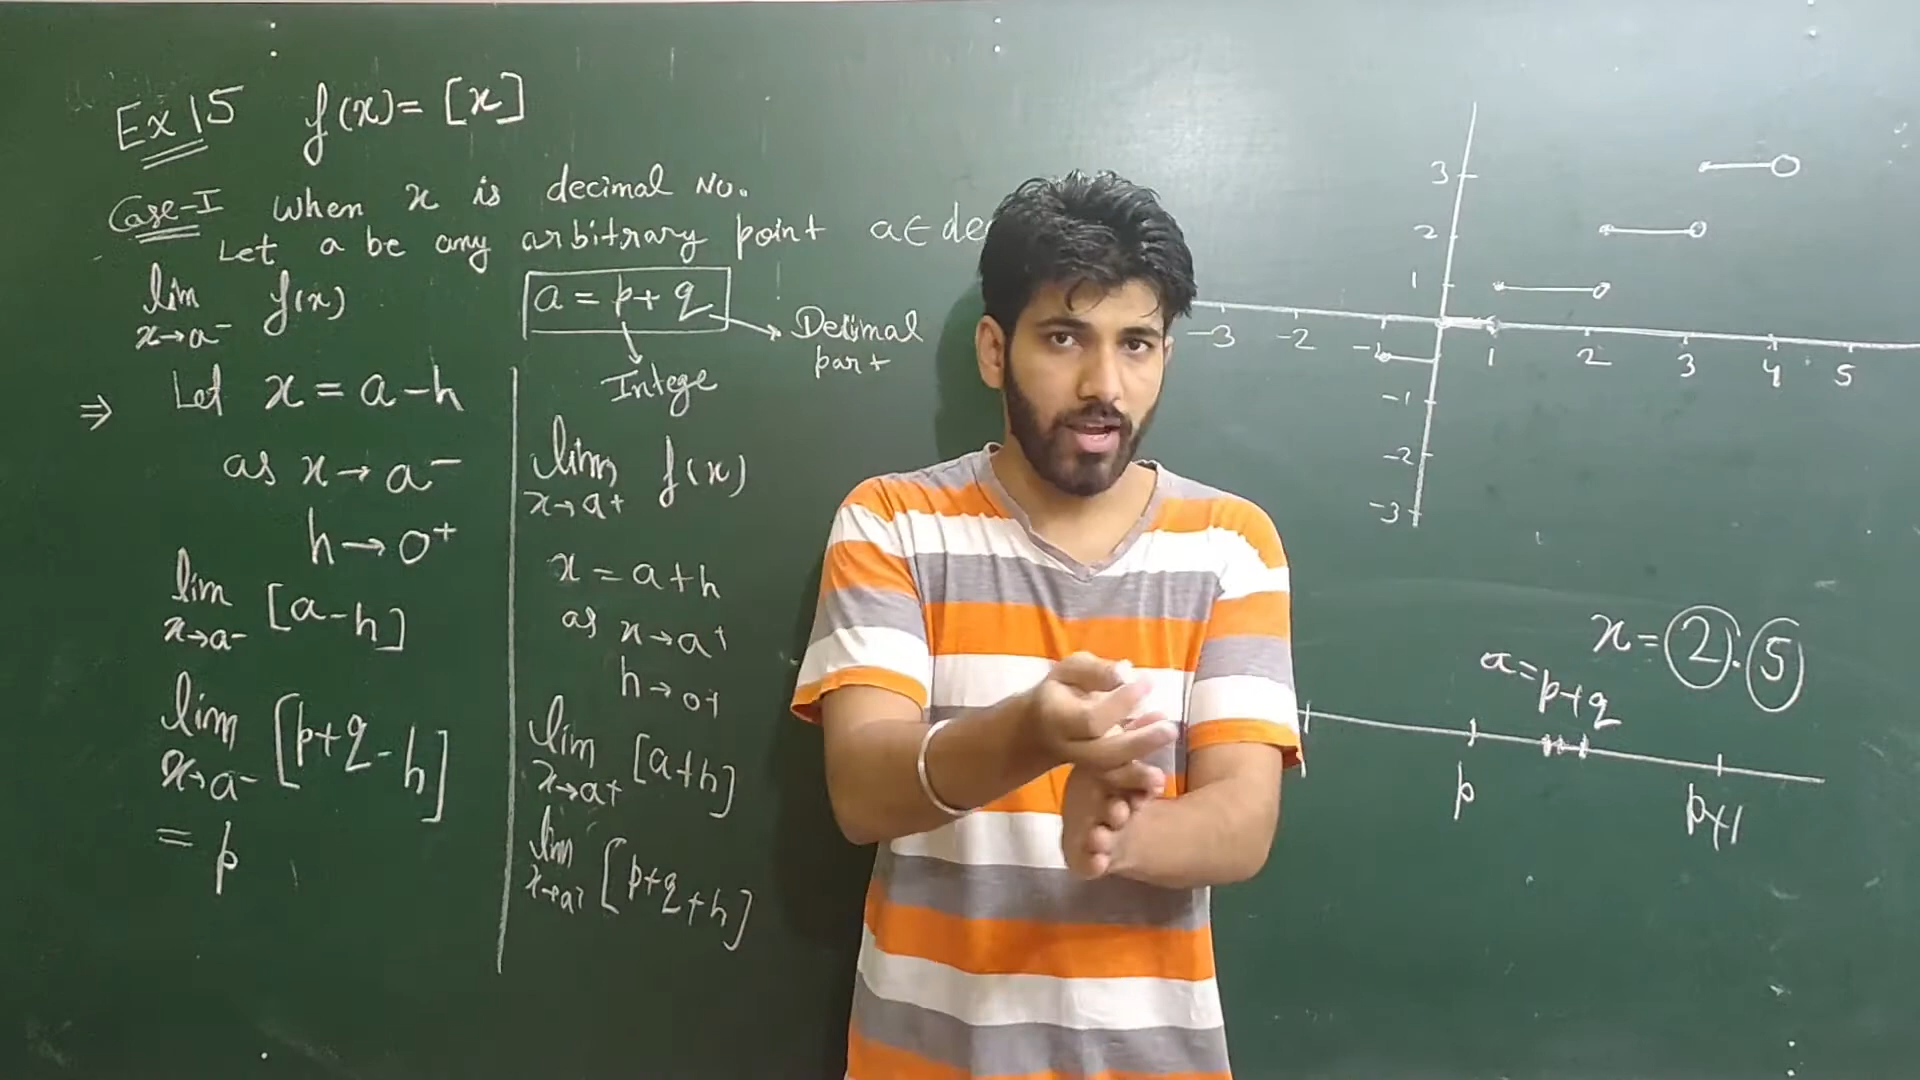 Ex 15 f(x) = [x]
Case-I when x is decimal No.
Let a be any arbitrary point a ∈ de
lim f(x)
x→a⁻
a = p + q
Decimal
part
Intege
⇒ Let x = a - h
as x → a⁻
h → 0⁺
lim [a-h]
x→a⁻
lim [p+q-h]
x→a⁻
= p
lim f(x)
x→a⁺
x = a+h
as x→a⁺
h→0⁺
lim [a+h]
x→a⁺
lim [p+q+h]
x→a⁺
3
2
1
-3 -2 -1 1 2 3 4 5
-1
-2
-3
x = 2.5
a = p+q
p p+1